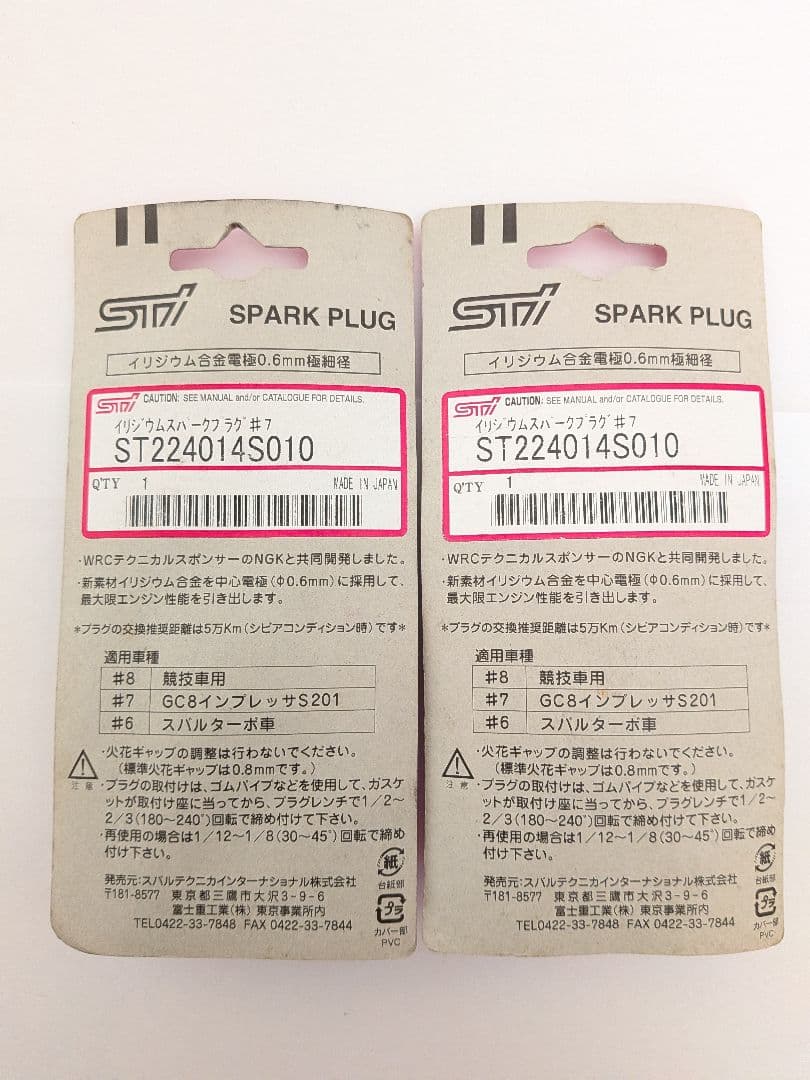 STi SPARK PLUG
イリジウム合金電極0.6mm極細径
STi CAUTION: SEE MANUAL and/or CATALOGUE FOR DETAILS.
イリジウムスパークプラグ#7
ST224014S010
Q'TY 1 MADE IN JAPAN
・WRCテクニカルスポンサーのNGKと共同開発しました。
・新素材イリジウム合金を中心電極(Φ0.6mm)に採用して、
最大限エンジン性能を引き出します。
*プラグの交換推奨距離は5万Km(シビアコンディション時)です*
適用車種
#8 競技車用
#7 GC8インプレッサS201
#6 スバルターボ車
・火花ギャップの調整は行わないでください。
(標準火花ギャップは0.8mmです。)
注意
・プラグの取付けは、ゴムパイプなどを使用して、ガスケ
ットが取付け座に当ってから、プラグレンチで1/2~
2/3(180~240°)回転で締め付けて下さい。
・再使用の場合は1/12~1/8(30~45°)回転で締め
付け下さい。
紙
台紙部
発売元:スバルテクニカインターナショナル株式会社
〒181-8577 東京都三鷹市大沢3-9-6
富士重工業(株) 東京事業所内
TEL0422-33-7848 FAX 0422-33-7844
プラ
カバー部
PVC
STi SPARK PLUG
イリジウム合金電極0.6mm極細径
STi CAUTION: SEE MANUAL and/or CATALOGUE FOR DETAILS.
イリジウムスパークプラグ#7
ST224014S010
Q'TY 1 MADE IN JAPAN
・WRCテクニカルスポンサーのNGKと共同開発しました。
・新素材イリジウム合金を中心電極(Φ0.6mm)に採用して、
最大限エンジン性能を引き出します。
*プラグの交換推奨距離は5万Km(シビアコンディション時)です*
適用車種
#8 競技車用
#7 GC8インプレッサS201
#6 スバルターボ車
・火花ギャップの調整は行わないでください。
(標準火花ギャップは0.8mmです。)
注意
・プラグの取付けは、ゴムパイプなどを使用して、ガスケ
ットが取付け座に当ってから、プラグレンチで1/2~
2/3(180~240°)回転で締め付けて下さい。
・再使用の場合は1/12~1/8(30~45°)回転で締め
付け下さい。
紙
台紙部
発売元:スバルテクニカインターナショナル株式会社
〒181-8577 東京都三鷹市大沢3-9-6
富士重工業(株) 東京事業所内
TEL0422-33-7848 FAX 0422-33-7844
プラ
カバー部
PVC